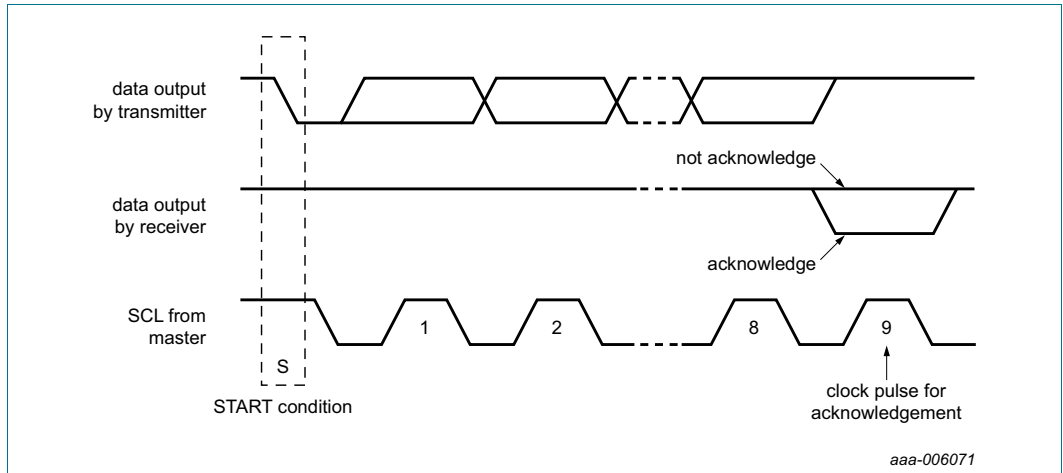 data output
by transmitter
not acknowledge
data output
by receiver
acknowledge
SCL from
master
1
2
8
9
S
START condition
clock pulse for
acknowledgement
aaa-006071